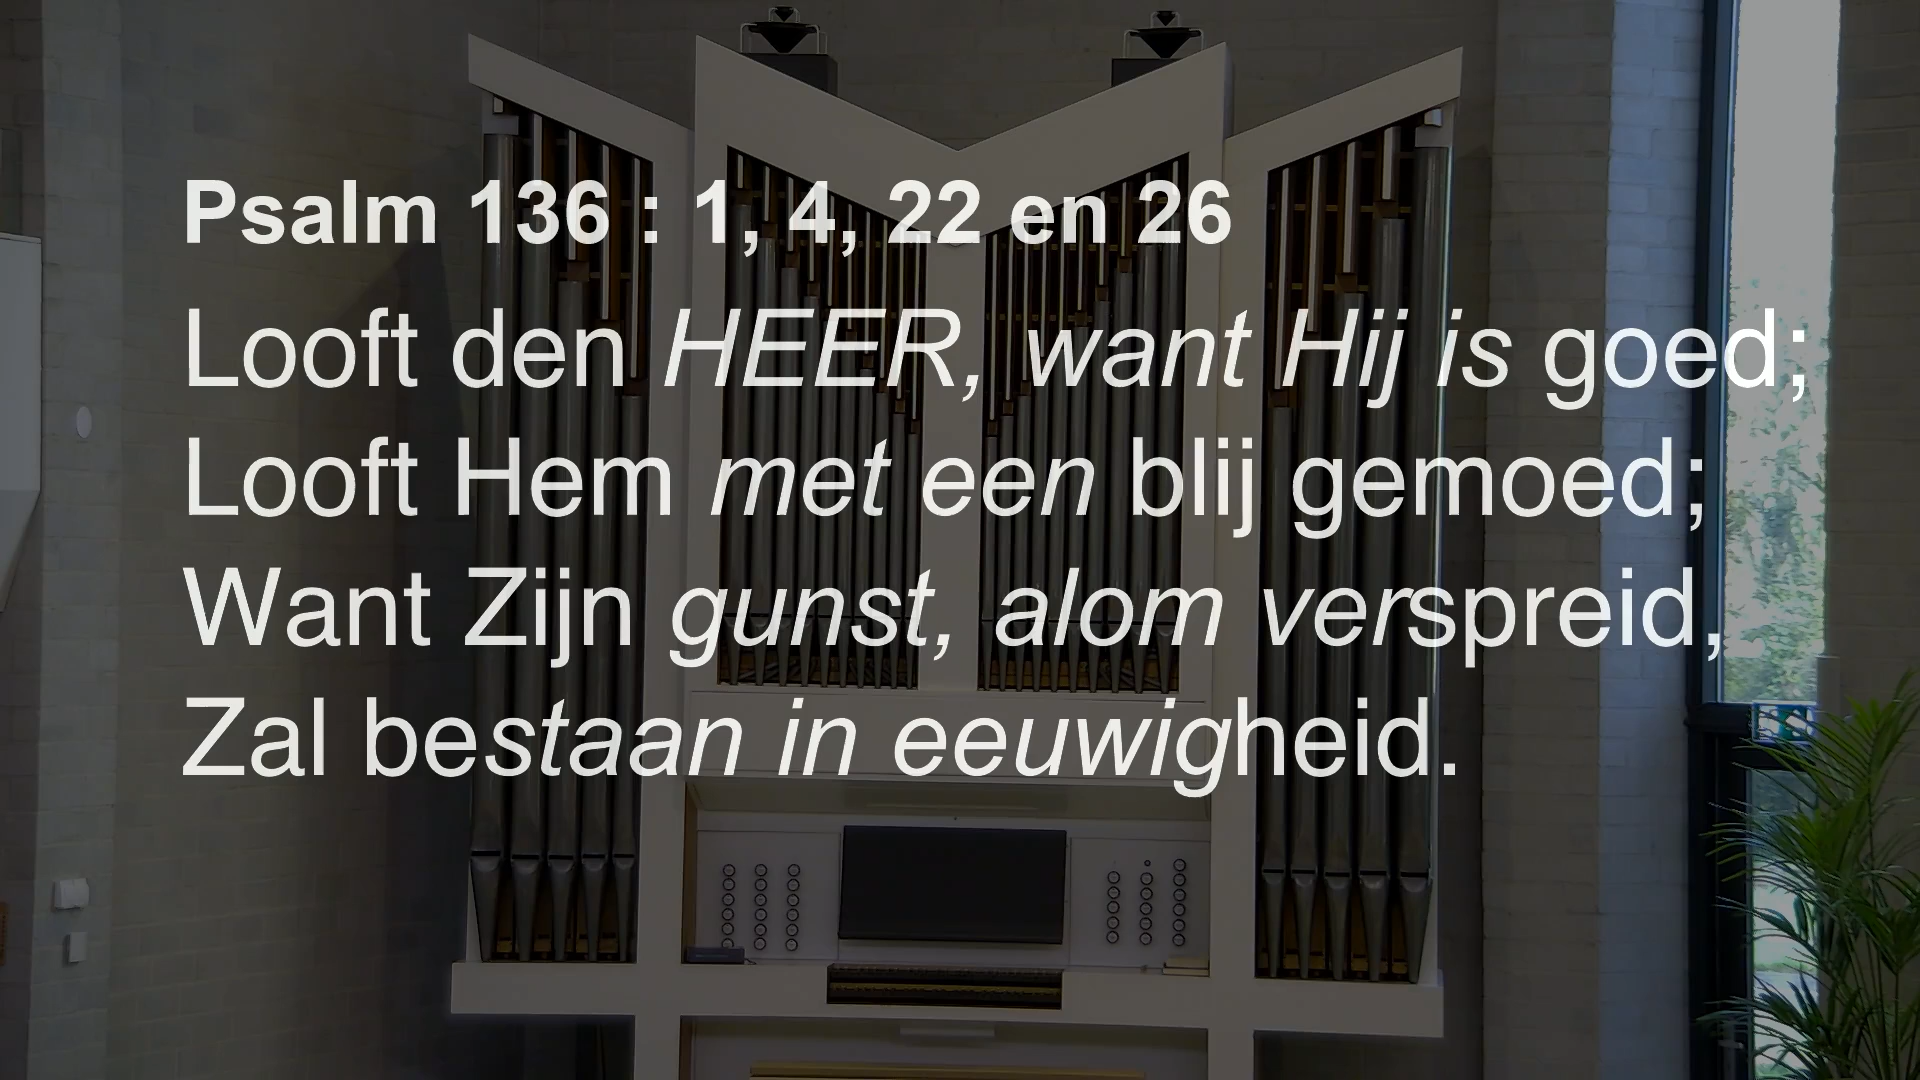 Psalm 136 : 1, 4, 22 en 26
Looft den HEER, want Hij is goed;
Looft Hem met een blij gemoed;
Want Zijn gunst, alom verspreid,
Zal bestaan in eeuwigheid.